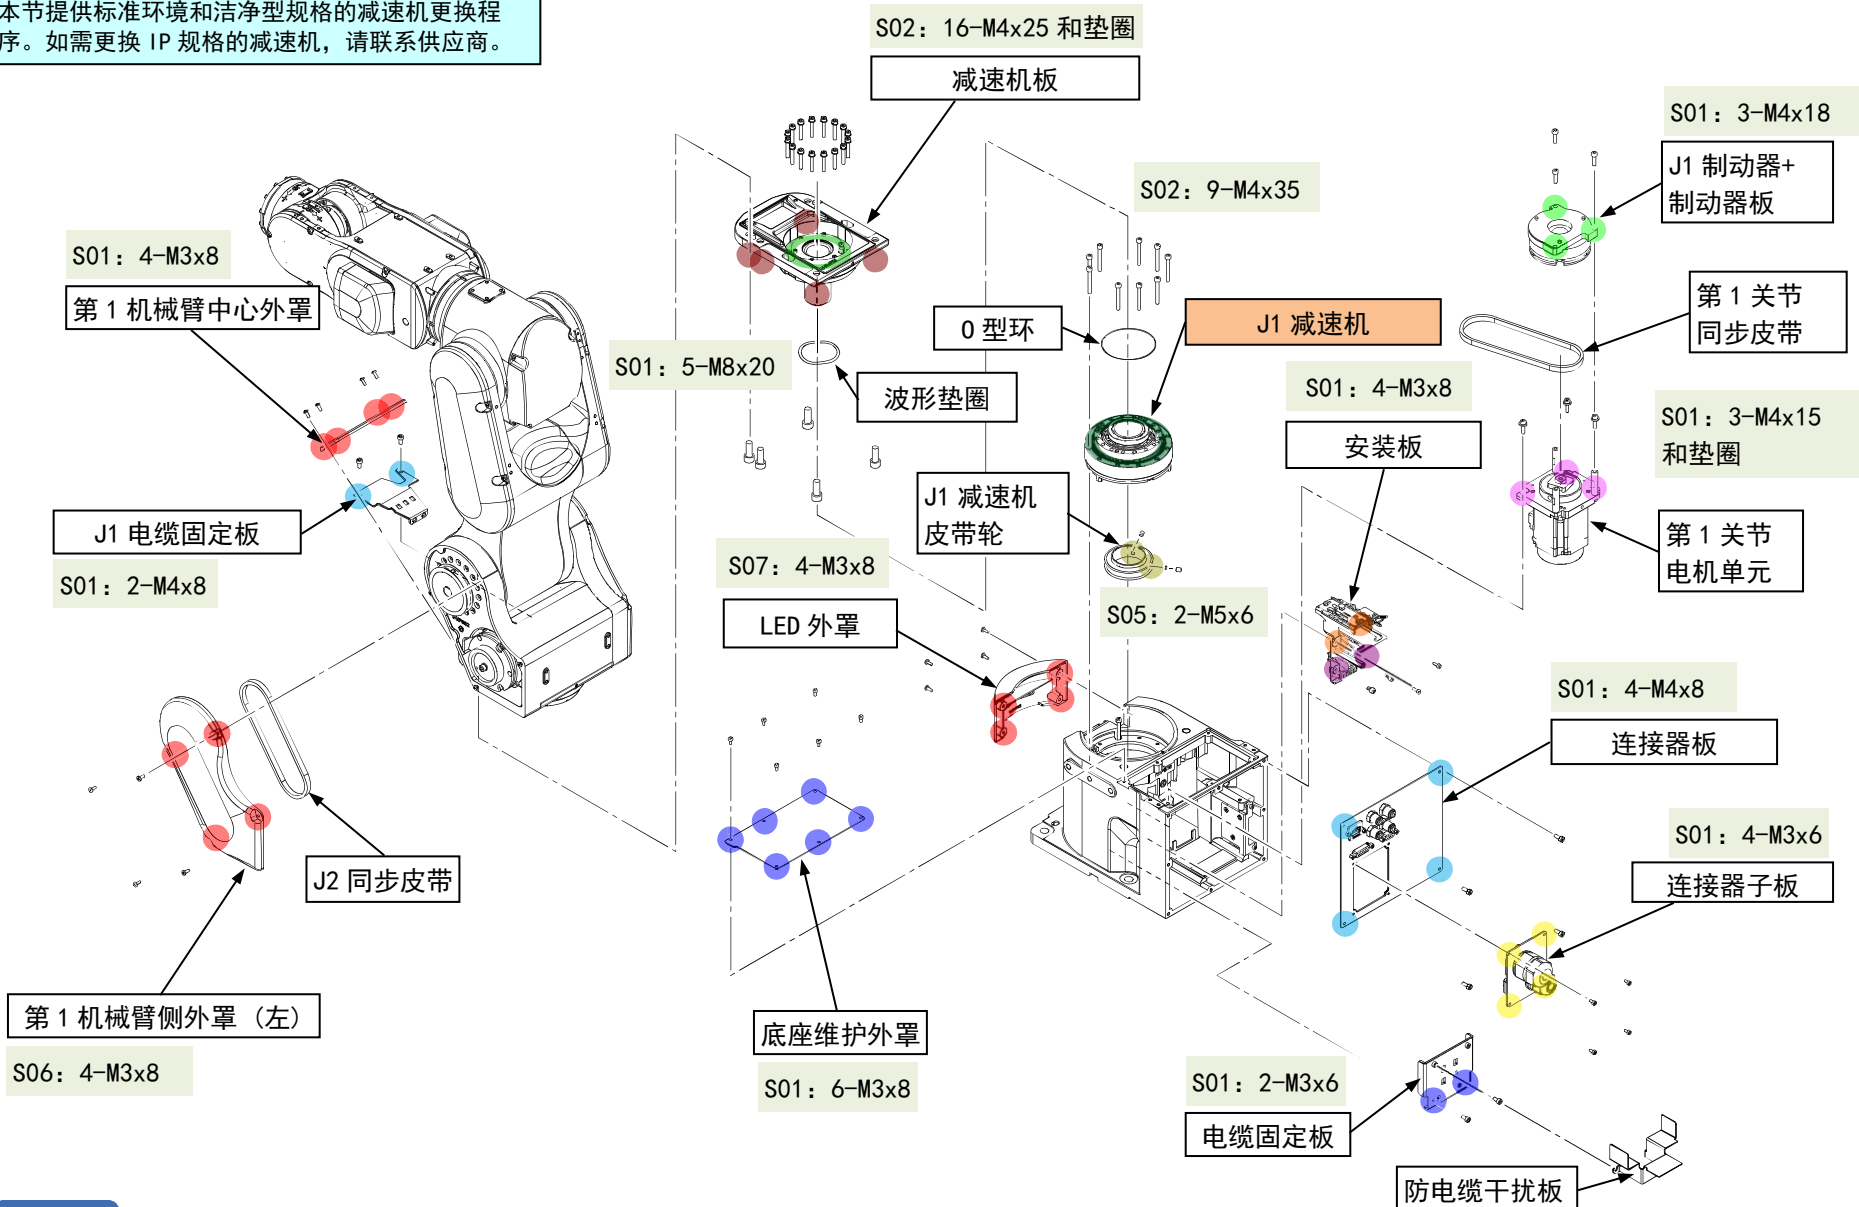 本节提供标准环境和洁净型规格的减速机更换程
序。如需更换 IP 规格的减速机，请联系供应商。
S02: 16-M4x25 和垫圈
减速机板
S01: 3-M4x18
J1 制动器+
制动器板
S02: 9-M4x35
S01: 4-M3x8
第 1 机械臂中心外罩
第 1 关节
同步皮带
O 型环
J1 减速机
S01: 5-M8x20
波形垫圈
S01: 4-M3x8
安装板
S01: 3-M4x15
和垫圈
J1 电缆固定板
S01: 2-M4x8
J1 减速机
皮带轮
第 1 关节
电机单元
S07: 4-M3x8
LED 外罩
S05: 2-M5x6
S01: 4-M4x8
连接器板
S01: 4-M3x6
连接器子板
J2 同步皮带
第 1 机械臂侧外罩 (左)
S06: 4-M3x8
底座维护外罩
S01: 6-M3x8
S01: 2-M3x6
电缆固定板
防电缆干扰板